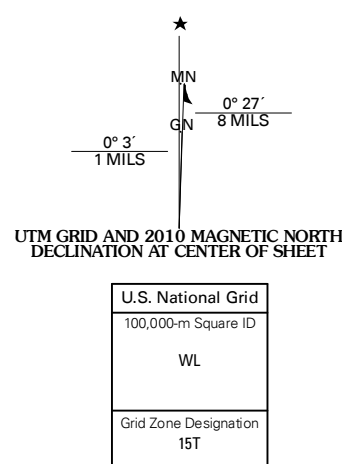 MN
0° 27´
8 MILS
GN
0° 3´
1 MILS
UTM GRID AND 2010 MAGNETIC NORTH
DECLINATION AT CENTER OF SHEET
U.S. National Grid
100,000-m Square ID
WL
Grid Zone Designation
15T